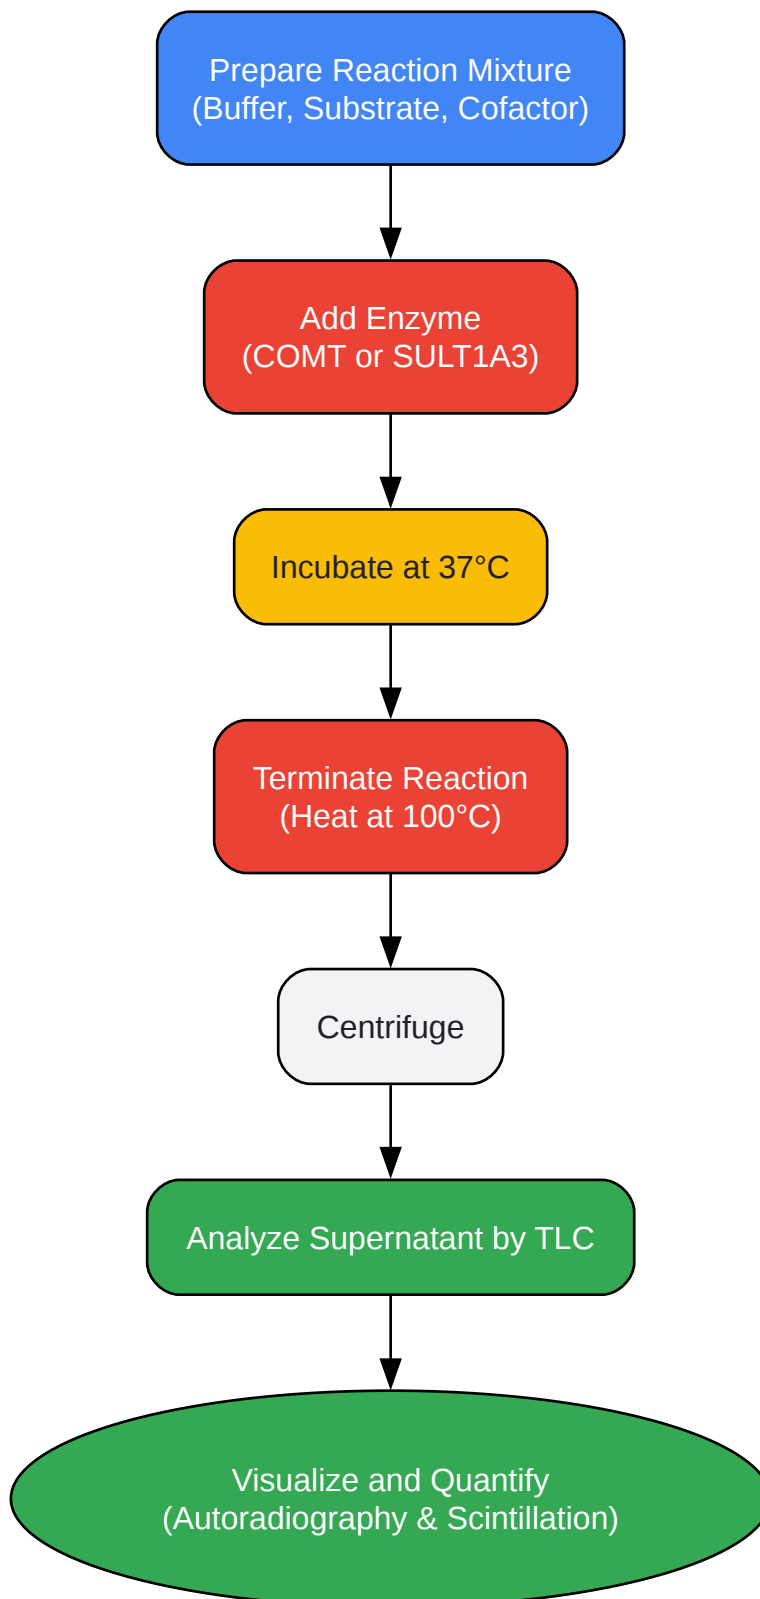 Prepare Reaction Mixture
(Buffer, Substrate, Cofactor)
Add Enzyme
(COMT or SULT1A3)
Incubate at 37°C
Terminate Reaction
(Heat at 100°C)
Centrifuge
Analyze Supernatant by TLC
Visualize and Quantify
(Autoradiography & Scintillation)